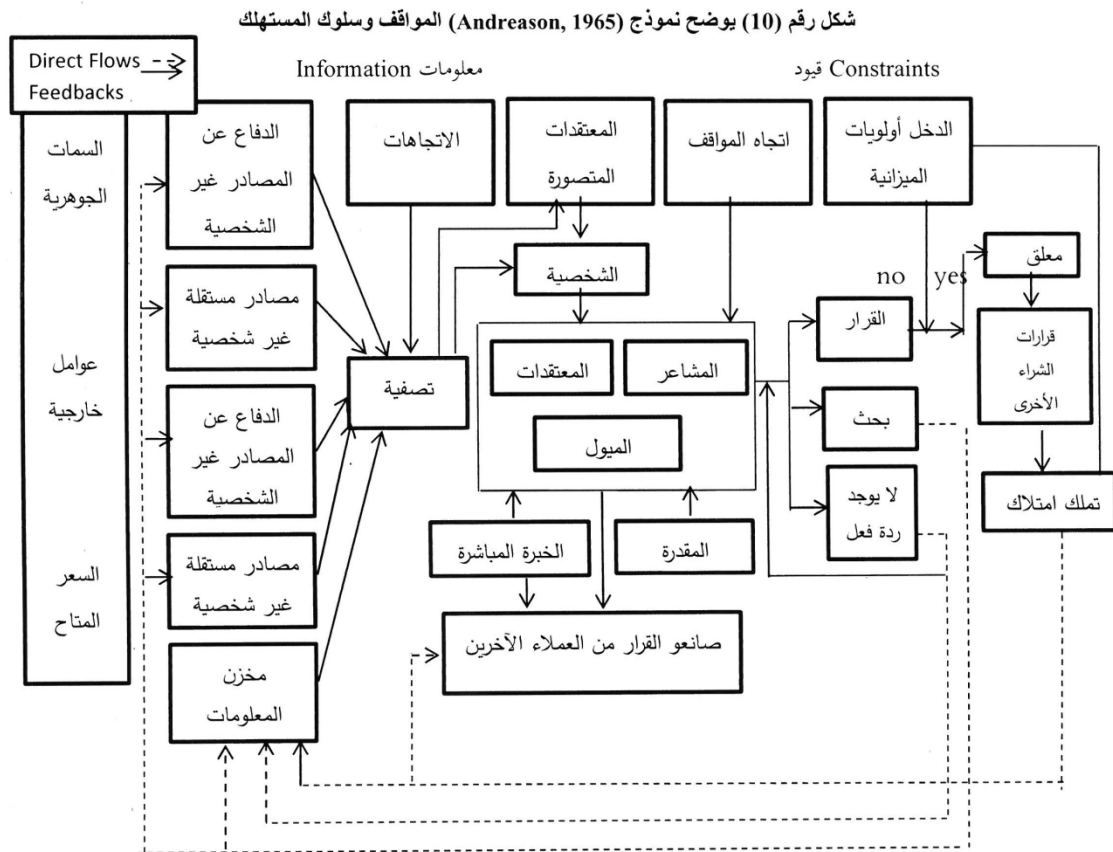 شكل رقم (10) يوضح نموذج (Andreason, 1965) المواقف وسلوك المستهلك
Direct Flows
Feedbacks
معلومات Information
قيود Constraints
السمات
الجوهرية
عوامل
خارجية
السعر
المتاح
الدفاع عن
المصادر غير
الشخصية
مصادر مستقلة
غير شخصية
الدفاع عن
المصادر غير
الشخصية
مصادر مستقلة
غير شخصية
مخزن
المعلومات
الاتجاهات
تصفية
المعتقدات
المتصورة
الشخصية
اتجاه المواقف
المعتقدات
المشاعر
الميول
الخبرة المباشرة
المقدرة
صانعو القرار من العملاء الآخرين
الدخل أولويات
الميزانية
no
yes
القرار
بحث
لا يوجد
ردة فعل
معلق
قرارات
الشراء
الأخرى
تملك امتلاك